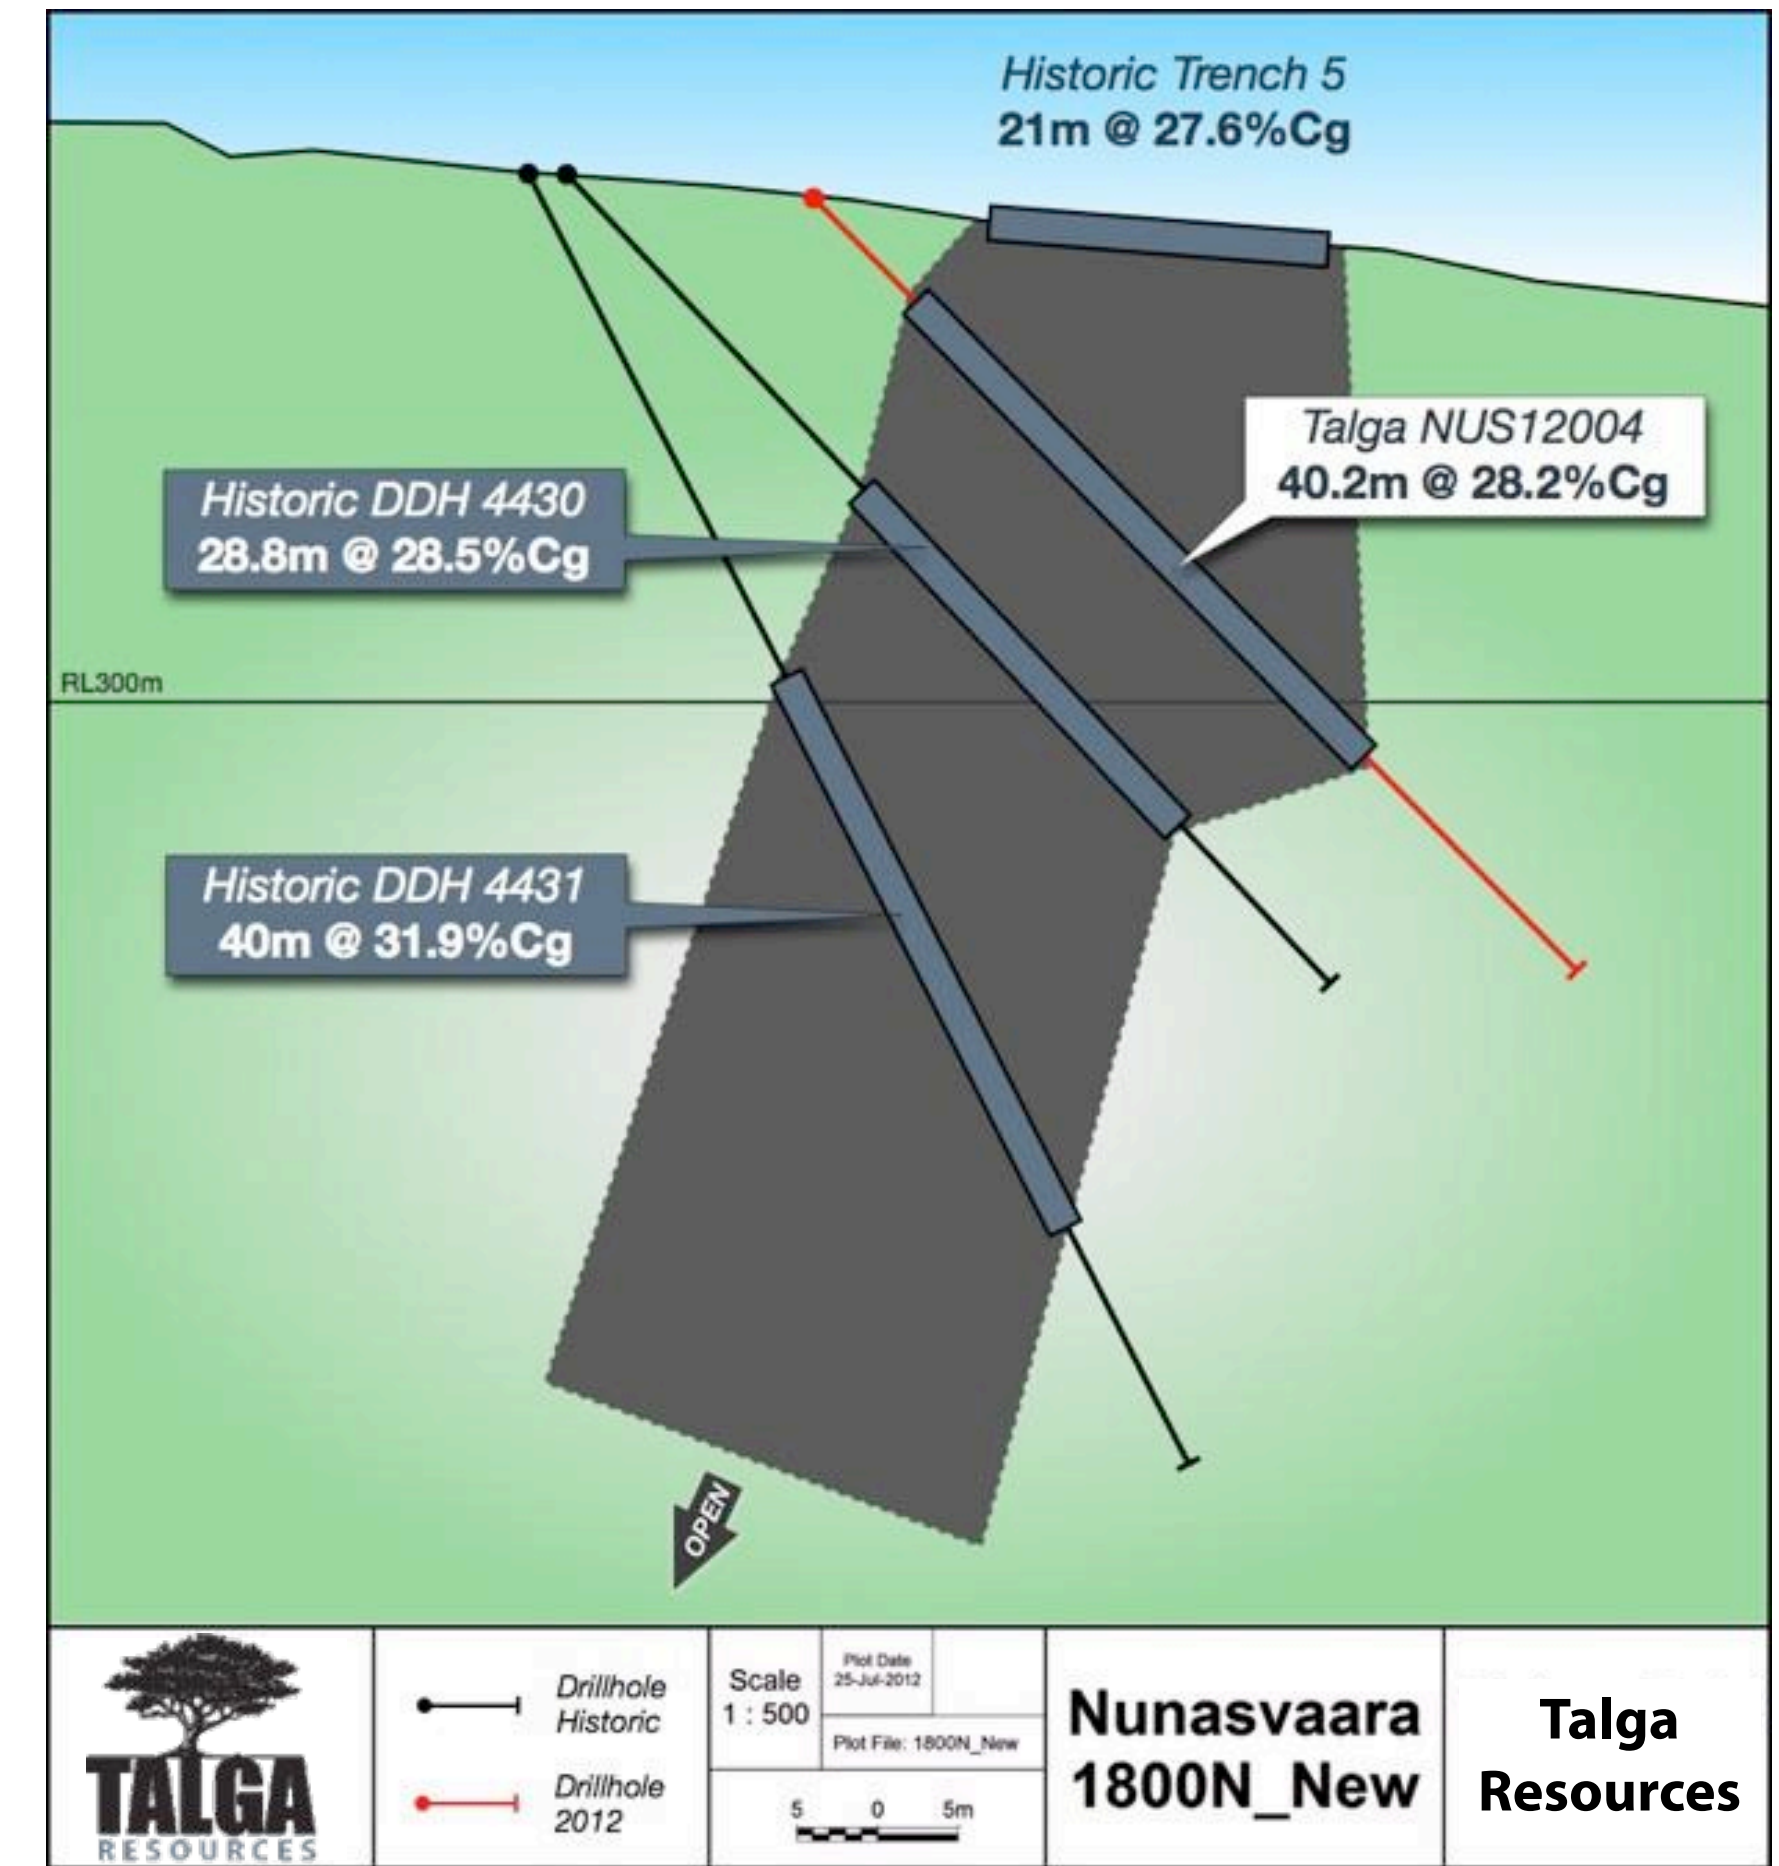 Historic Trench 5
21m @ 27.6%Cg
Talga NUS12004
40.2m @ 28.2%Cg
Historic DDH 4430
28.8m @ 28.5%Cg
RL300m
Historic DDH 4431
40m @ 31.9%Cg
OPEN
TALGA
RESOURCES
Drillhole
Historic
Drillhole
2012
Scale
1 : 500
Plot Date
25-Jul-2012
Plot File: 1800N_New
5 0 5m
Nunasvaara
1800N_New
Talga
Resources